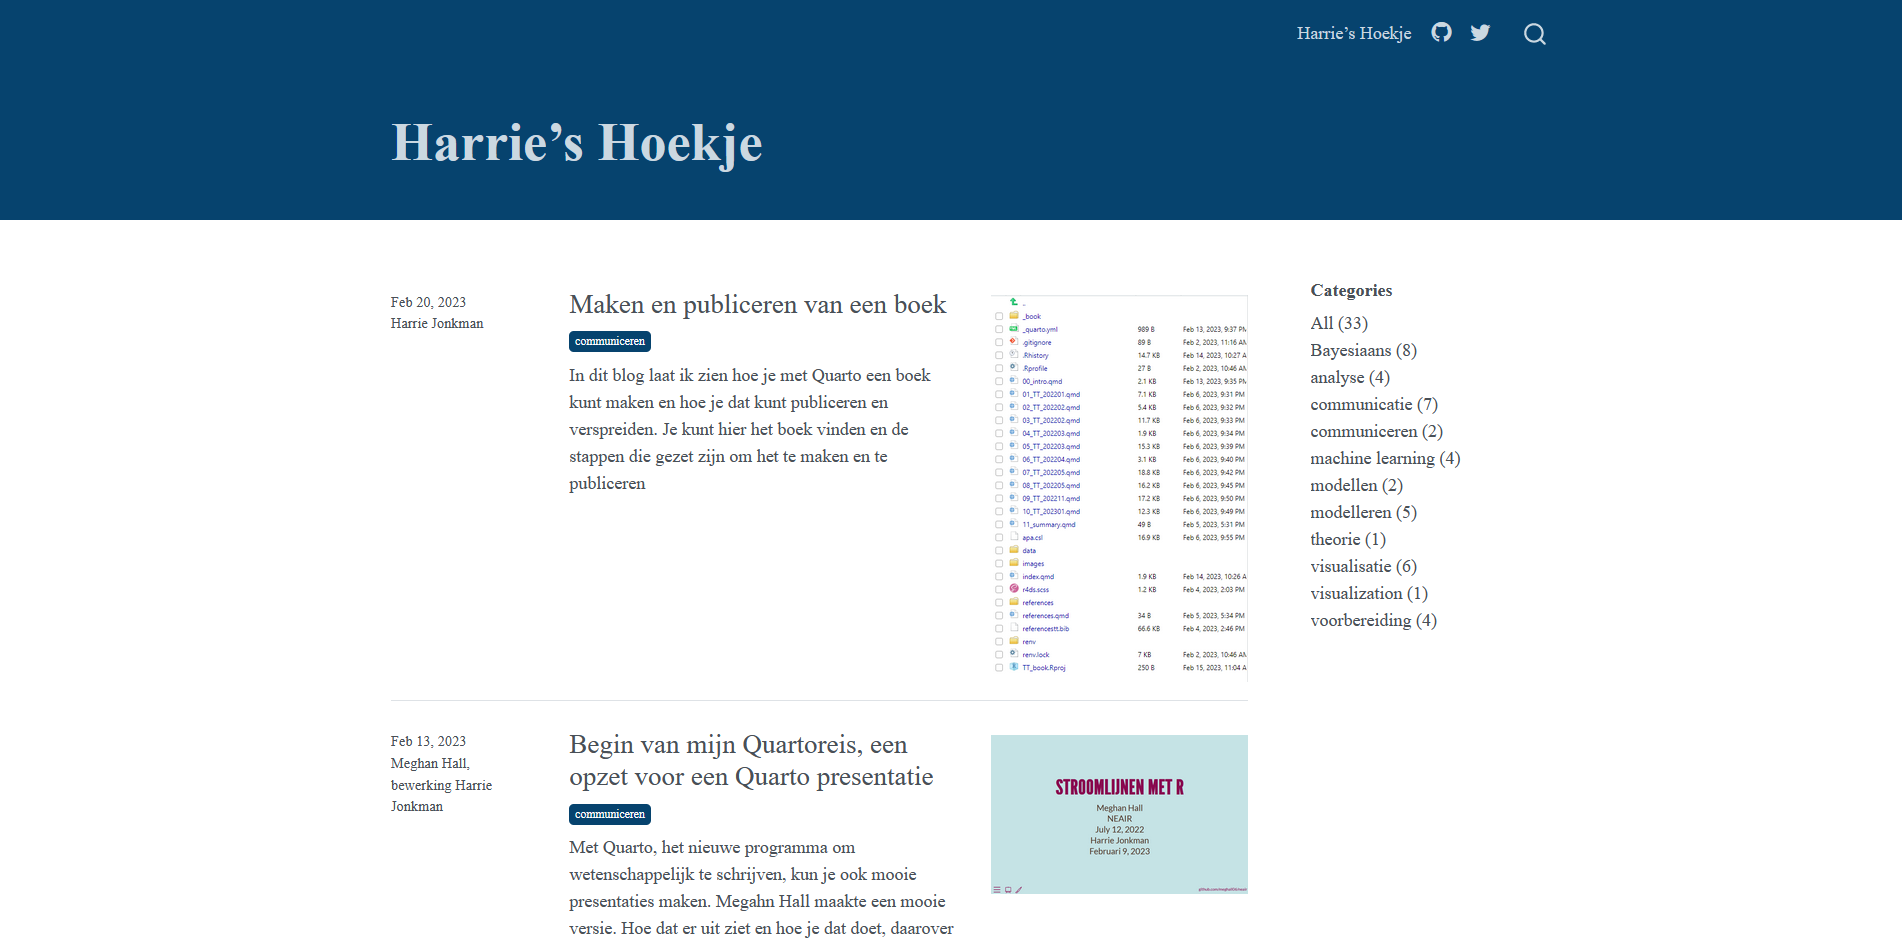 Harrie’s Hoekje
Harrie’s Hoekje
Feb 20, 2023
Harrie Jonkman
Maken en publiceren van een boek
communiceren
In dit blog laat ik zien hoe je met Quarto een boek
kunt maken en hoe je dat kunt publiceren en
verspreiden. Je kunt hier het boek vinden en de
stappen die gezet zijn om het te maken en te
publiceren
..
_book
_quarto.yml 989 B Feb 13, 2023, 9:37 PM
.gitignore 89 B Feb 2, 2023, 11:16 AM
.Rhistory 14.7 KB Feb 14, 2023, 10:27 A
.Rprofile 27 B Feb 2, 2023, 10:46 AM
00_intro.qmd 2.1 KB Feb 13, 2023, 9:35 PM
01_TT_202201.qmd 7.1 KB Feb 6, 2023, 9:31 PM
02_TT_202202.qmd 5.4 KB Feb 6, 2023, 9:32 PM
03_TT_202202.qmd 11.7 KB Feb 6, 2023, 9:33 PM
04_TT_202203.qmd 1.9 KB Feb 6, 2023, 9:34 PM
05_TT_202203.qmd 15.3 KB Feb 6, 2023, 9:39 PM
06_TT_202204.qmd 3.1 KB Feb 6, 2023, 9:40 PM
07_TT_202205.qmd 18.8 KB Feb 6, 2023, 9:42 PM
08_TT_202205.qmd 16.2 KB Feb 6, 2023, 9:45 PM
09_TT_202211.qmd 17.2 KB Feb 6, 2023, 9:50 PM
10_TT_202301.qmd 12.3 KB Feb 6, 2023, 9:49 PM
11_summary.qmd 49 B Feb 5, 2023, 5:31 PM
apa.csl 16.9 KB Feb 6, 2023, 9:55 PM
data
images
index.qmd 1.9 KB Feb 14, 2023, 10:26 A
r4ds.scss 1.2 KB Feb 4, 2023, 2:03 PM
references
references.qmd 34 B Feb 5, 2023, 5:34 PM
referencestt.bib 66.6 KB Feb 4, 2023, 2:46 PM
renv
renv.lock 7 KB Feb 2, 2023, 10:46 AM
TT_book.Rproj 250 B Feb 15, 2023, 11:04 A
Categories
All (33)
Bayesiaans (8)
analyse (4)
communicatie (7)
communiceren (2)
machine learning (4)
modellen (2)
modelleren (5)
theorie (1)
visualisatie (6)
visualization (1)
voorbereiding (4)
Feb 13, 2023
Meghan Hall,
bewerking Harrie
Jonkman
Begin van mijn Quartoreis, een
opzet voor een Quarto presentatie
communiceren
Met Quarto, het nieuwe programma om
wetenschappelijk te schrijven, kun je ook mooie
presentaties maken. Megahn Hall maakte een mooie
versie. Hoe dat er uit ziet en hoe je dat doet, daarover
STROOMLIJNEN MET R
Meghan Hall
NEAIR
July 12, 2022
Harrie Jonkman
Februari 9, 2023